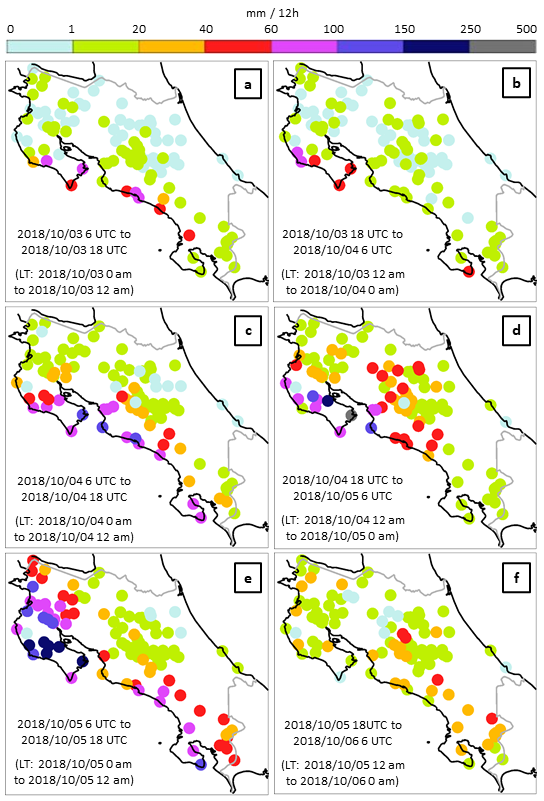 mm / 12h
0 1 20 40 60 100 150 250 500
a
2018/10/03 6 UTC to
2018/10/03 18 UTC
(LT: 2018/10/03 0 am
to 2018/10/03 12 am)
b
2018/10/03 18 UTC to
2018/10/04 6 UTC
(LT: 2018/10/03 12 am
to 2018/10/04 0 am)
c
2018/10/04 6 UTC to
2018/10/04 18 UTC
(LT: 2018/10/04 0 am
to 2018/10/04 12 am)
d
2018/10/04 18 UTC to
2018/10/05 6 UTC
(LT: 2018/10/04 12 am
to 2018/10/05 0 am)
e
2018/10/05 6 UTC to
2018/10/05 18 UTC
(LT: 2018/10/05 0 am
to 2018/10/05 12 am)
f
2018/10/05 18UTC to
2018/10/06 6 UTC
(LT: 2018/10/05 12 am
to 2018/10/06 0 am)